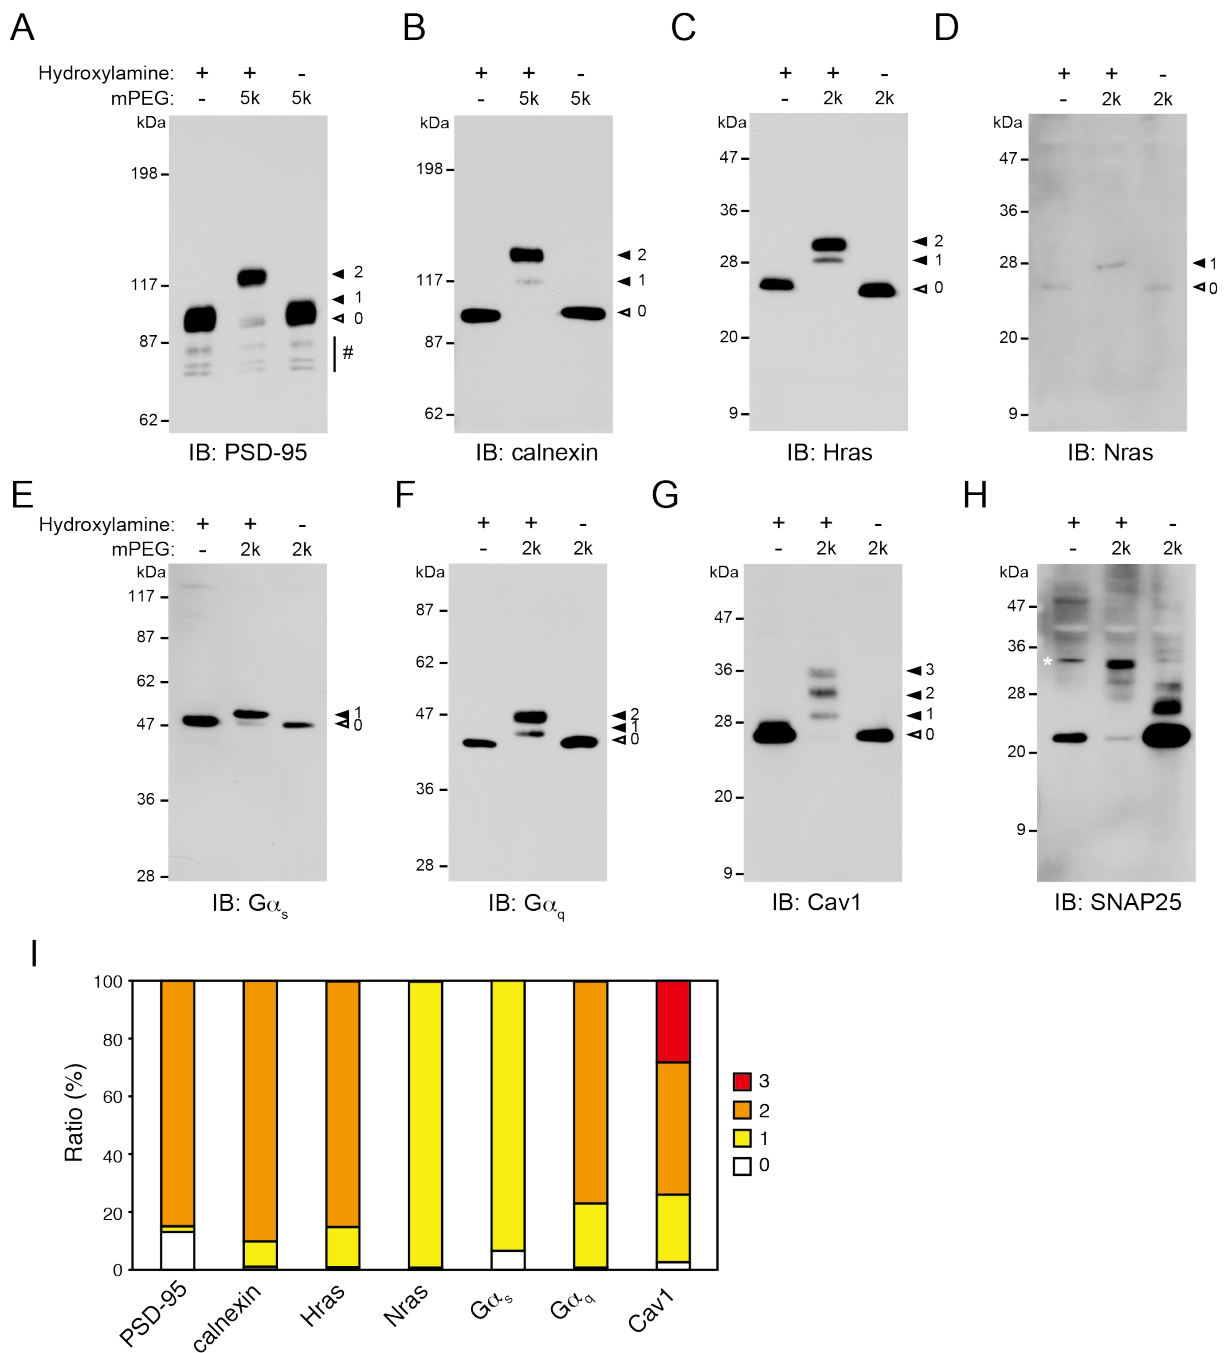 A B C D
Hydroxylamine: + + - + + - + + - + + -
mPEG: - 5k 5k - 5k 5k - 2k 2k - 2k 2k
kDa kDa kDa kDa
198 117 87 62 2 1 0 #
198 117 87 62 2 1 0
47 36 28 20 9 2 1 0
47 36 28 20 9 1 0
IB: PSD-95 IB: calnexin IB: Hras IB: Nras
E F G H
Hydroxylamine: + + - + + - + + - + + -
mPEG: - 2k 2k - 2k 2k - 2k 2k - 2k 2k
kDa kDa kDa kDa
117 87 62 47 36 28 1 0
87 62 47 36 28 2 1 0
47 36 28 20 9 3 2 1 0
47 36 28 20 9 *
IB: Gαs IB: Gαq IB: Cav1 IB: SNAP25
I
Ratio (%)
100
80
60
40
20
0
3
2
1
0
PSD-95 calnexin Hras Nras Gαs Gαq Cav1